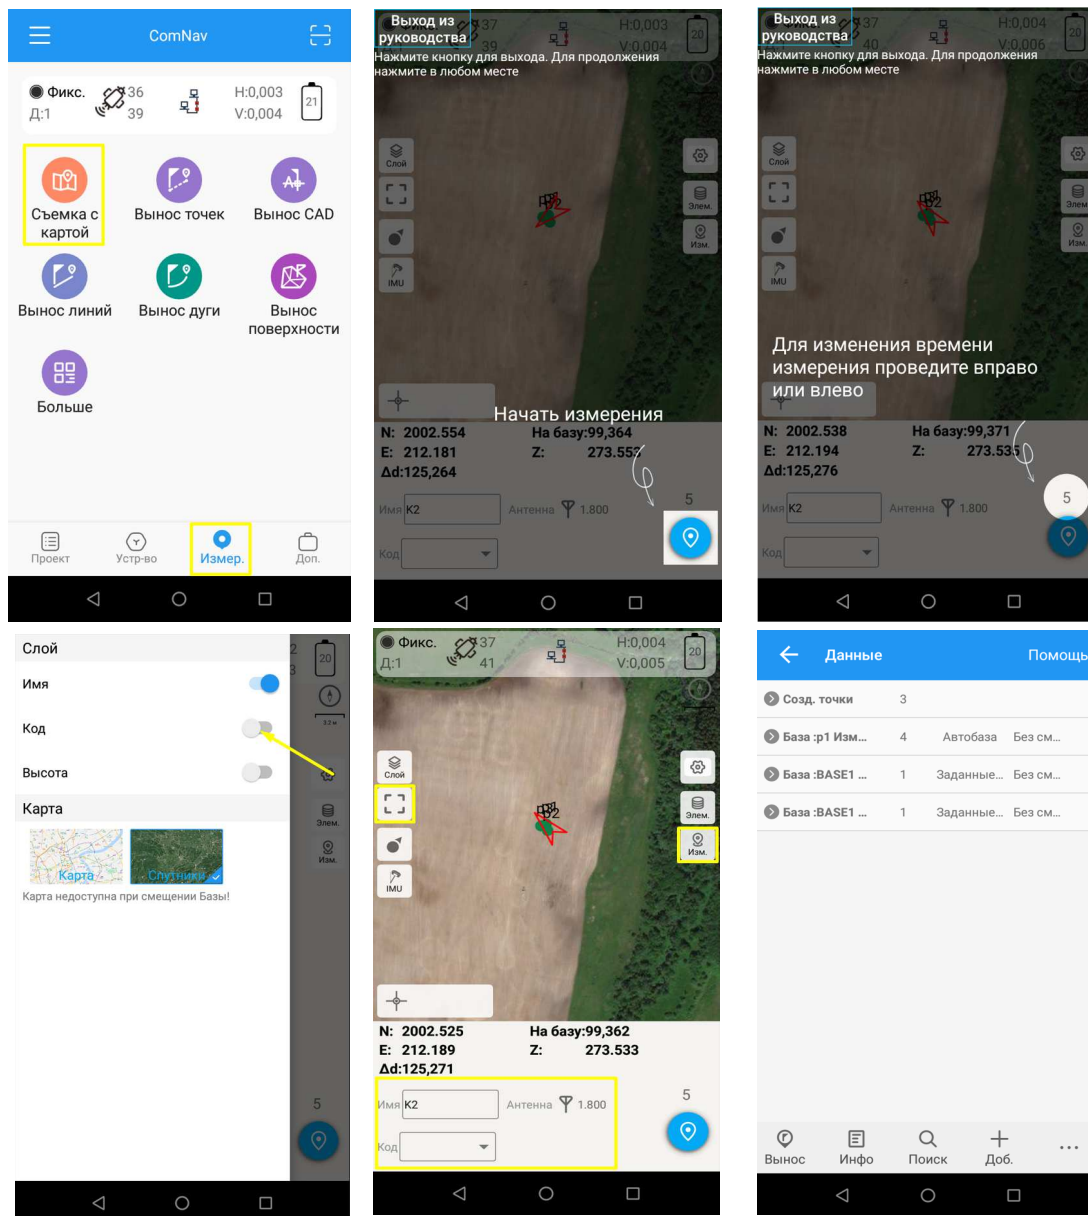 ComNav
Фикс. 36 H:0,003 21
Д:1 39 V:0,004
Съемка с картой
Вынос точек
Вынос CAD
Вынос линий
Вынос дуги
Вынос поверхности
Больше
Проект Устр-во Измер. Доп.
Выход из руководства
37 H:0,003 20
39 V:0,004
Нажмите кнопку для выхода. Для продолжения
нажмите в любом месте
Слой
Элем.
Изм.
IMU
Начать измерения
N: 2002.554 На базу:99,364
E: 212.181 Z: 273.553
Δd:125,264
5
Имя K2 Антенна 1.800
Код
Выход из руководства
37 H:0,004 20
40 V:0,006
Нажмите кнопку для выхода. Для продолжения
нажмите в любом месте
Слой
Элем
Изм.
IMU
Для изменения времени
измерения проведите вправо
или влево
N: 2002.538 На базу:99,371
E: 212.194 Z: 273.535
Δd:125,276
5
Имя K2 Антенна 1.800
Код
Слой
Имя
Код
Высота
Карта
Карта Спутники
Карта недоступна при смещении Базы!
2
3
20
Элем.
Изм.
5
Фикс. 37 H:0,004 20
Д:1 41 V:0,005
Слой
Элем.
Изм.
IMU
N: 2002.525 На базу:99,362
E: 212.189 Z: 273.533
Δd:125,271
5
Имя K2 Антенна 1.800
Код
Данные Помощь
Созд. точки 3
База :p1 Изм... 4 Автобаза Без см...
База :BASE1 ... 1 Заданные... Без см...
База :BASE1 ... 1 Заданные... Без см...
Вынос Инфо Поиск Доб. ...